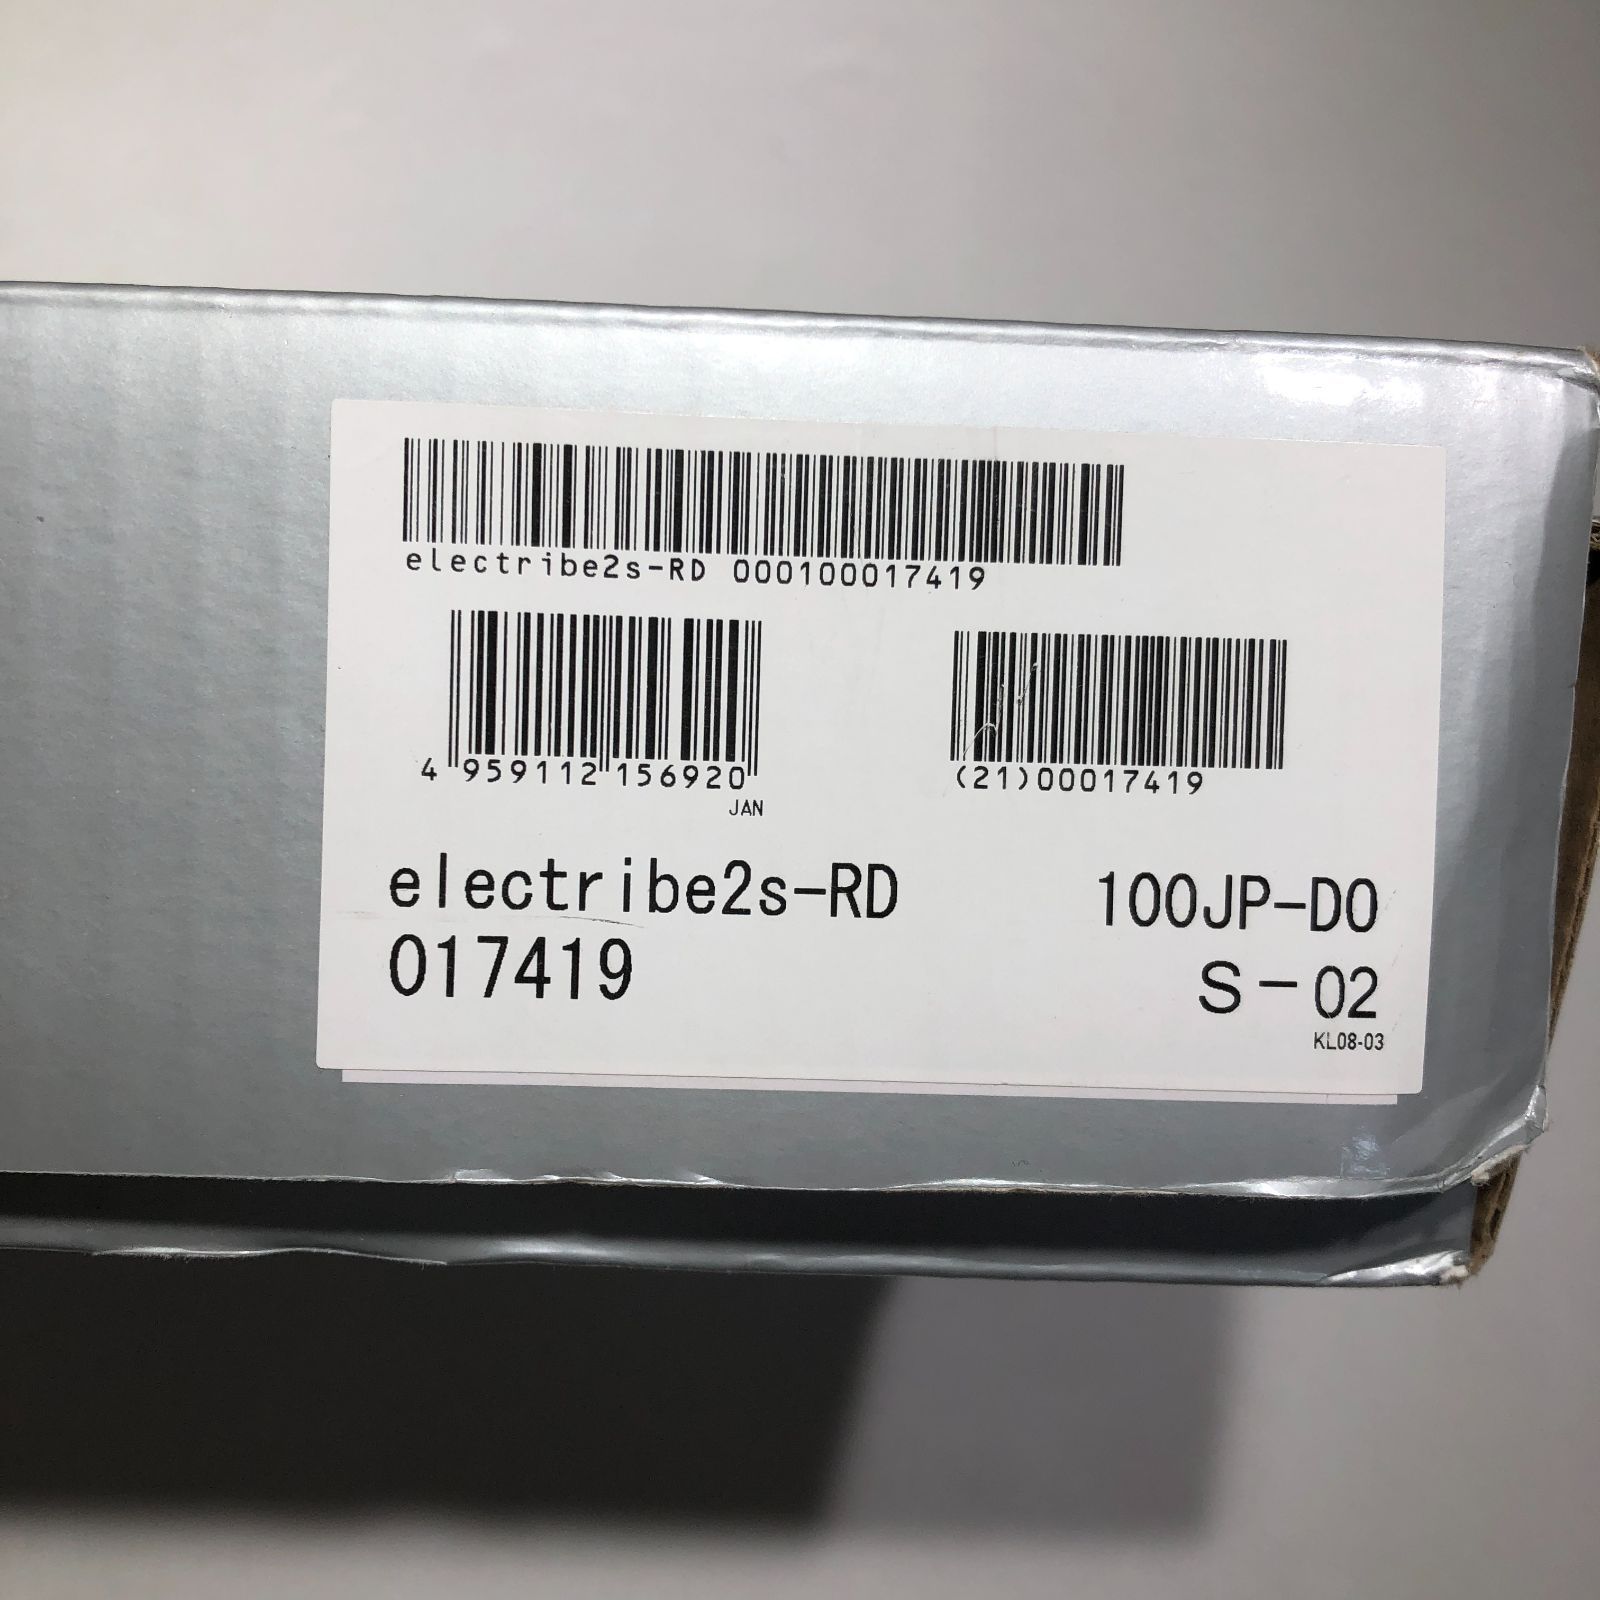 electribe2s-RD 000100017419
4 959112 156920
JAN
(21)00017419
electribe2s-RD
017419
100JP-D0
S-02
KL08-03